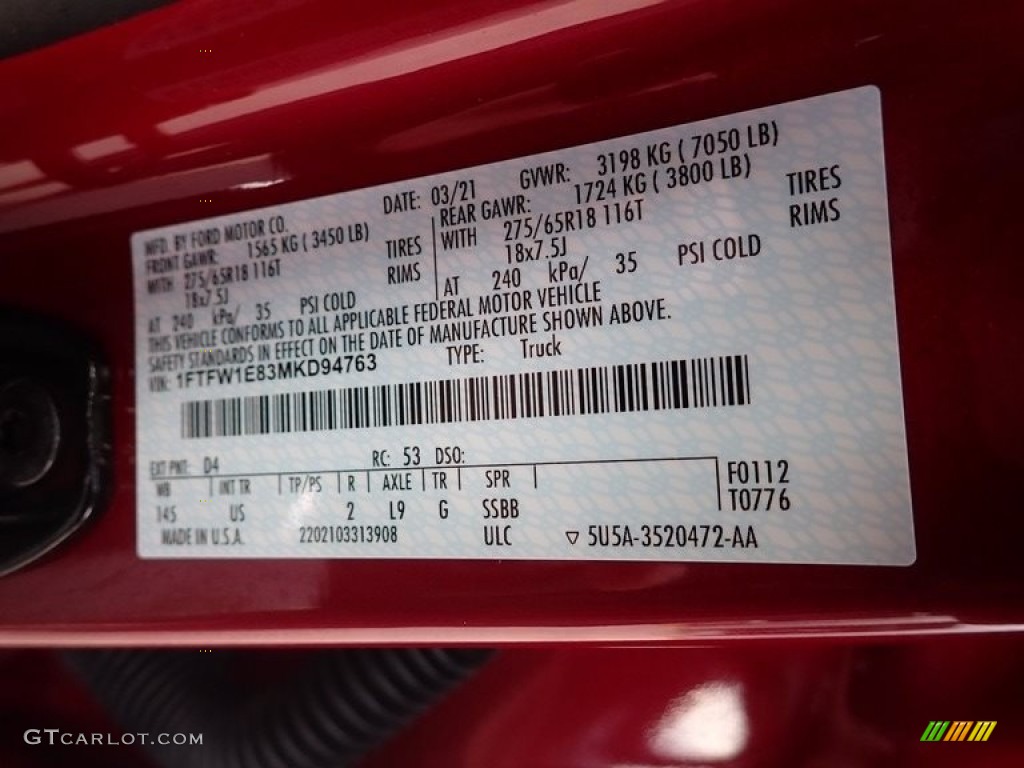 MFD. BY FORD MOTOR CO. DATE: 03/21 GVWR: 3198 KG ( 7050 LB)
FRONT GAWR: 1565 KG ( 3450 LB) REAR GAWR: 1724 KG ( 3800 LB)
WITH 275/65R18 116T TIRES WITH 275/65R18 116T TIRES
18x7.5J RIMS 18x7.5J RIMS
AT 240 kPa/ 35 PSI COLD AT 240 kPa/ 35 PSI COLD
THIS VEHICLE CONFORMS TO ALL APPLICABLE FEDERAL MOTOR VEHICLE
SAFETY STANDARDS IN EFFECT ON THE DATE OF MANUFACTURE SHOWN ABOVE.
VIN: 1FTFW1E83MKD94763 TYPE: Truck
EXT PNT: D4 RC: 53 DSO:
WB INT TR TP/PS R AXLE TR SPR F0112
145 US 2 L9 G SSBB T0776
MADE IN U.S.A. 2202103313908 ULC ▽ 5U5A-3520472-AA
GTCARLOT.COM